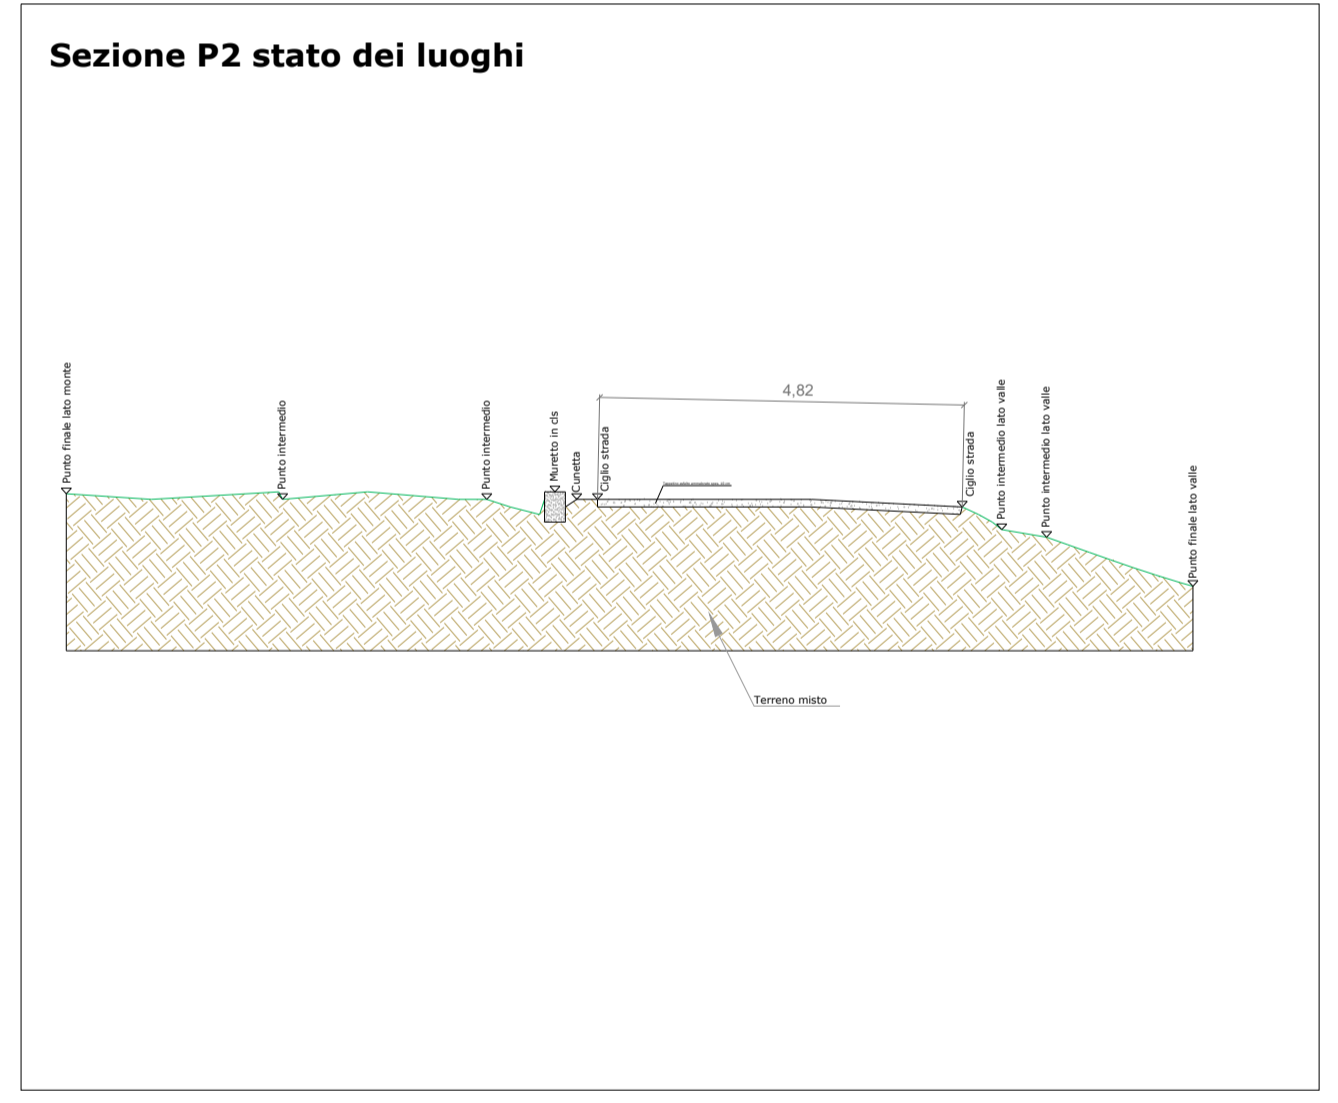 Sezione P2 stato dei luoghi
Punto finale lato monte
Punto intermedio
Punto intermedio
Muretto in cls
Cunetta
Ciglio strada
4,82
Ciglio strada
Punto intermedio lato valle
Punto intermedio lato valle
Punto finale lato valle
Terreno misto